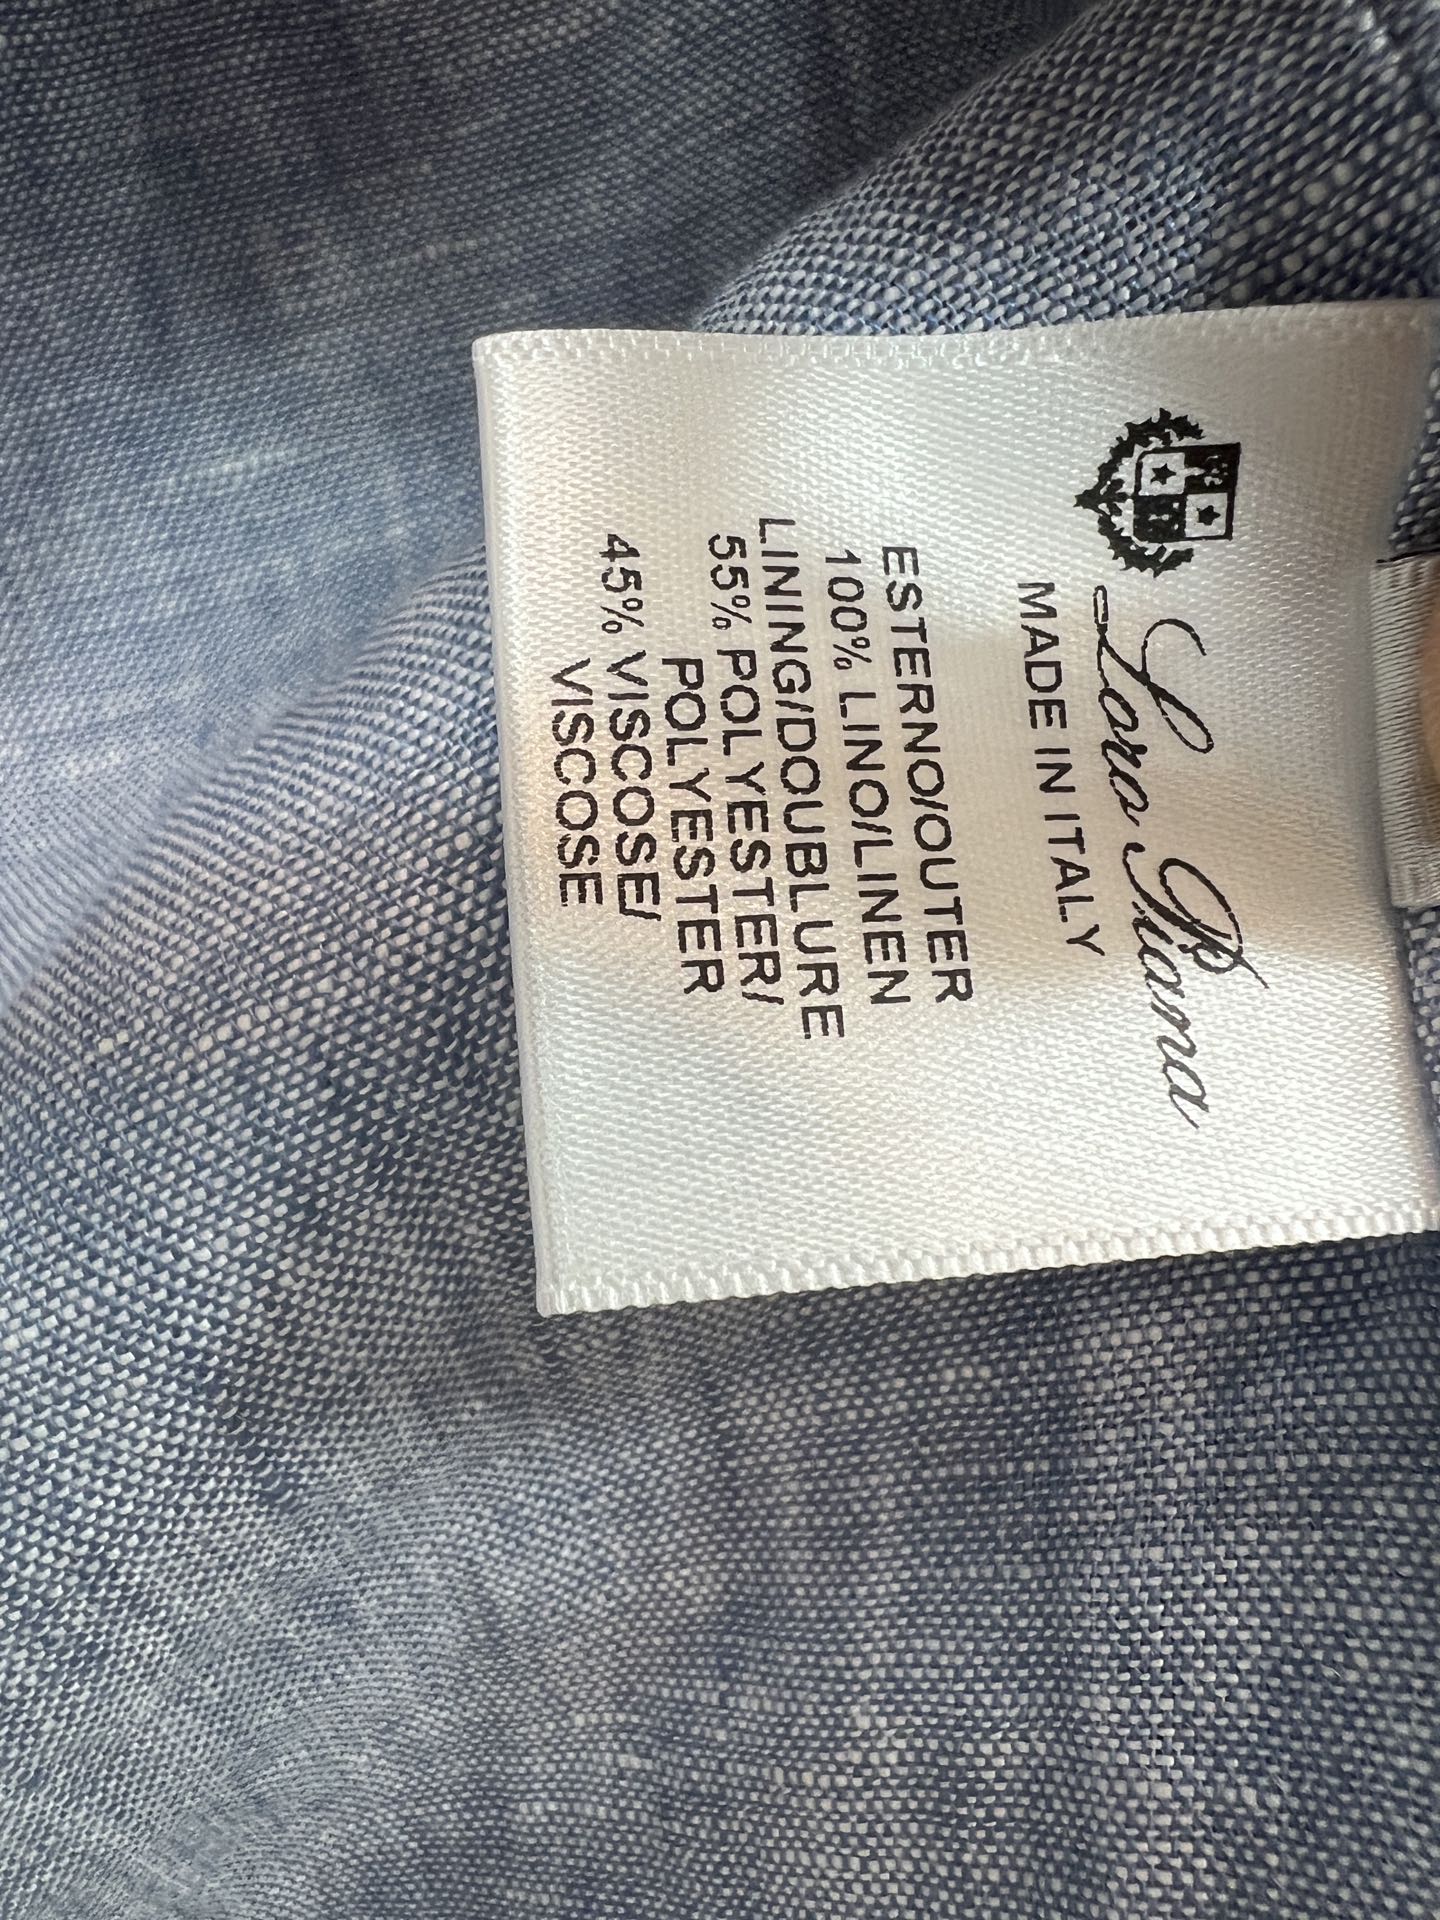 Loro Piana
MADE IN ITALY
ESTERNO/OUTER
100% LINO/LINEN
LINING/DOUBLURE
55% POLYESTER/
POLYESTER
45% VISCOSE/
VISCOSE